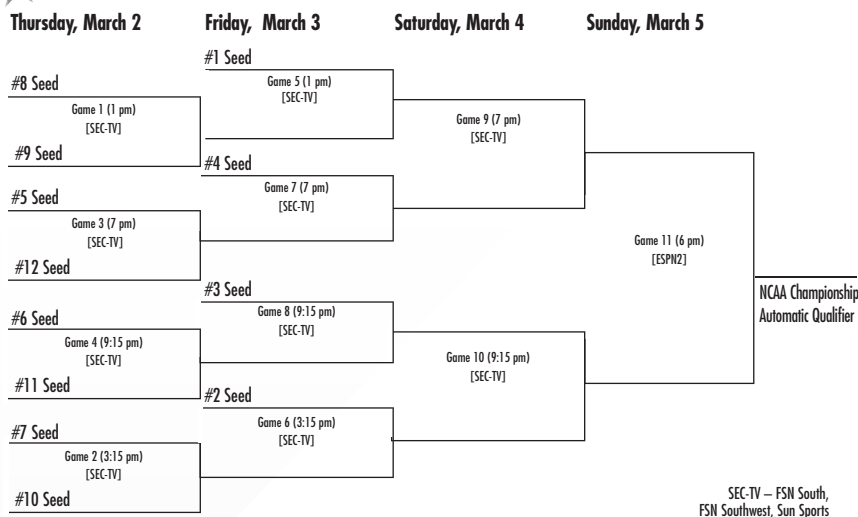 Thursday, March 2
Friday, March 3
Saturday, March 4
Sunday, March 5
#8 Seed
Game 1 (1 pm)
[SEC-TV]
#9 Seed
#5 Seed
Game 3 (7 pm)
[SEC-TV]
#12 Seed
#6 Seed
Game 4 (9:15 pm)
[SEC-TV]
#11 Seed
#7 Seed
Game 2 (3:15 pm)
[SEC-TV]
#10 Seed
#1 Seed
Game 5 (1 pm)
[SEC-TV]
#4 Seed
Game 7 (7 pm)
[SEC-TV]
#3 Seed
Game 8 (9:15 pm)
[SEC-TV]
#2 Seed
Game 6 (3:15 pm)
[SEC-TV]
Game 9 (7 pm)
[SEC-TV]
Game 10 (9:15 pm)
[SEC-TV]
Game 11 (6 pm)
[ESPN2]
NCAA Championship
Automatic Qualifier
SEC-TV – FSN South,
FSN Southwest, Sun Sports